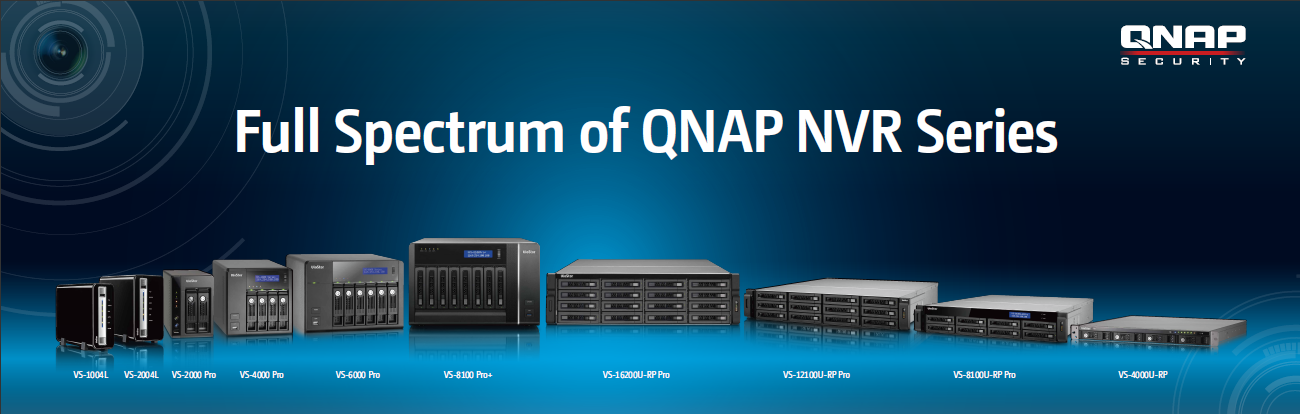 QNAP
SECURITY
Full Spectrum of QNAP NVR Series
VS-1004L VS-2004L VS-2000 Pro VS-4000 Pro VS-6000 Pro VS-8100 Pro+ VS-16200U-RP Pro VS-12100U-RP Pro VS-8100U-RP Pro VS-4000U-RP